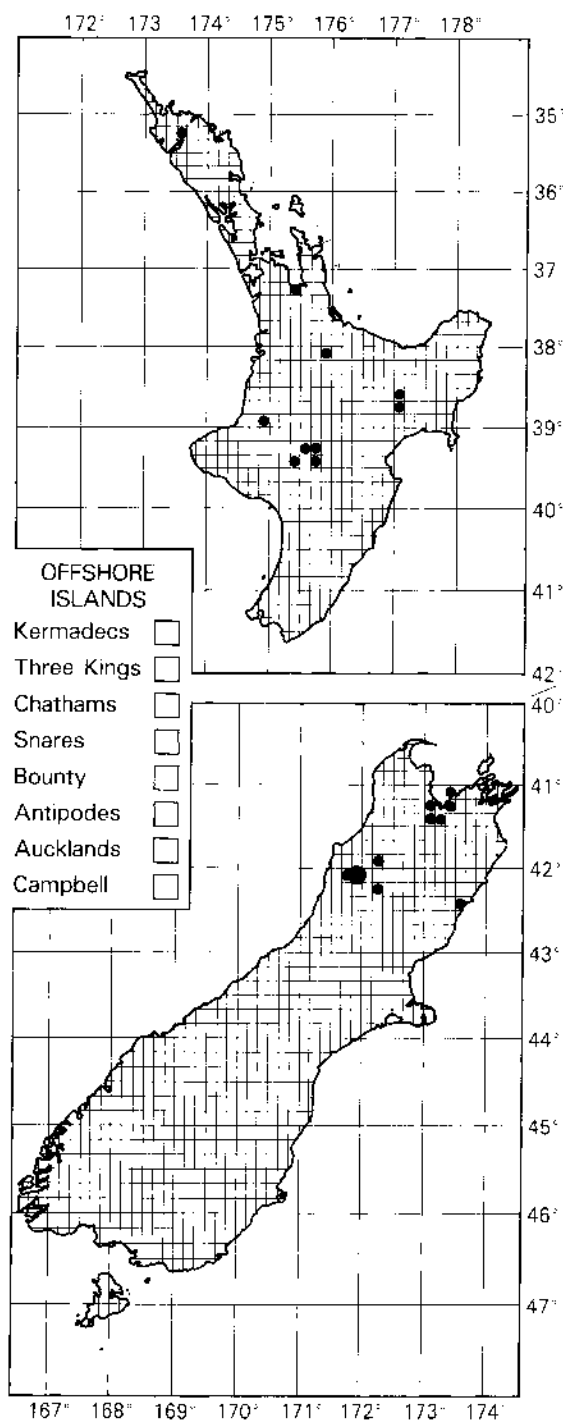 172° 173° 174° 175° 176° 177° 178°
35°
36°
37°
38°
39°
40°
41°
42°
OFFSHORE
ISLANDS
Kermadecs
Three Kings
Chathams
Snares
Bounty
Antipodes
Aucklands
Campbell
40°
41°
42°
43°
44°
45°
46°
47°
167° 168° 169° 170° 171° 172° 173° 174°